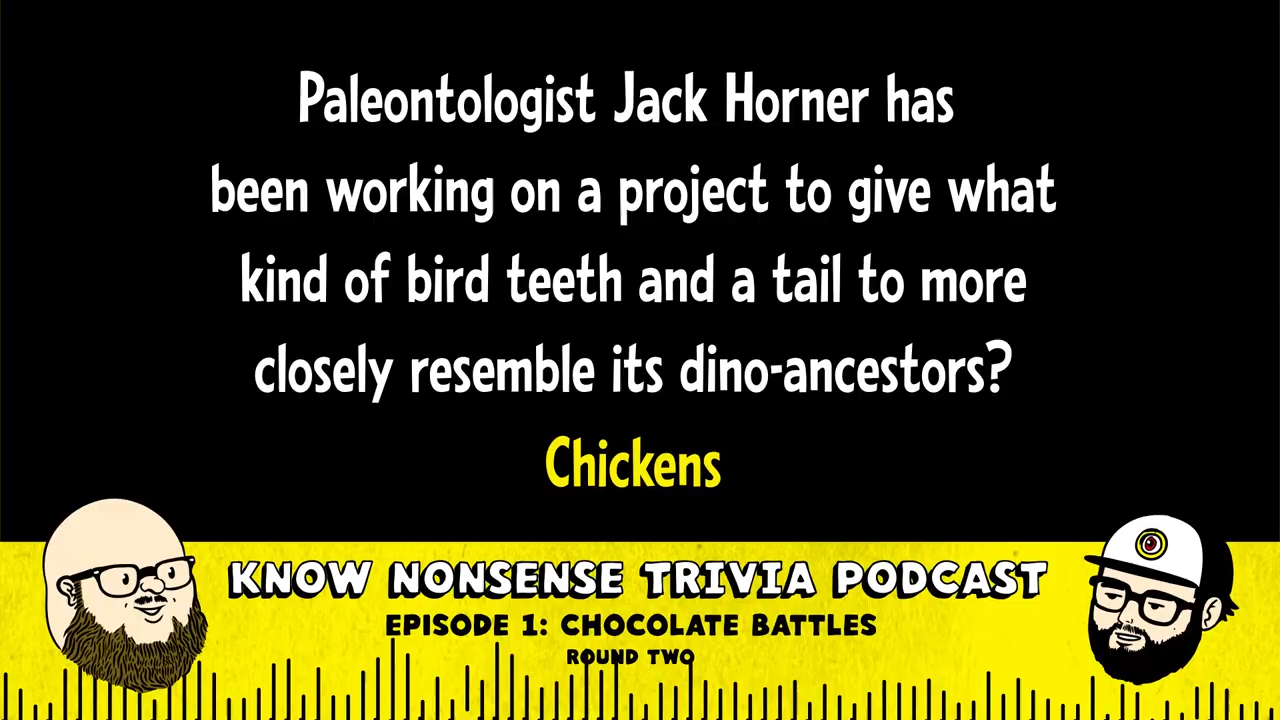 Paleontologist Jack Horner has
been working on a project to give what
kind of bird teeth and a tail to more
closely resemble its dino-ancestors?
Chickens
KNOW NONSENSE TRIVIA PODCAST
EPISODE 1: CHOCOLATE BATTLES
ROUND TWO